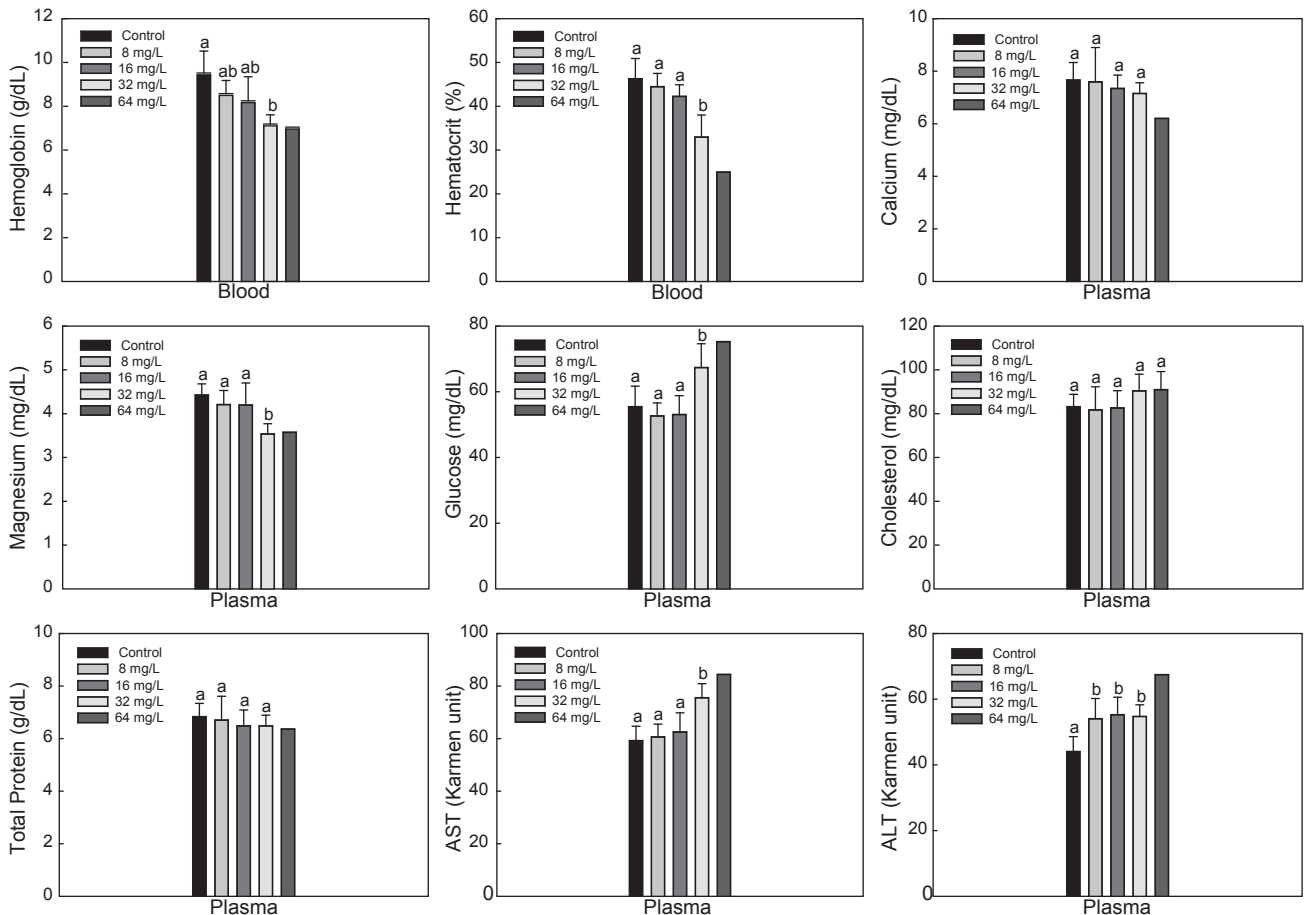 Hemoglobin (g/dL)
12
10
8
6
4
2
0
Control
8 mg/L
16 mg/L
32 mg/L
64 mg/L
a
ab
ab
b
Blood
Hematocrit (%)
60
50
40
30
20
10
0
Control
8 mg/L
16 mg/L
32 mg/L
64 mg/L
a
a
a
b
Blood
Calcium (mg/dL)
10
8
6
4
2
0
Control
8 mg/L
16 mg/L
32 mg/L
64 mg/L
a
a
a
a
Plasma
Magnesium (mg/dL)
6
5
4
3
2
1
0
Control
8 mg/L
16 mg/L
32 mg/L
64 mg/L
a
a
a
b
Plasma
Glucose (mg/dL)
80
60
40
20
0
Control
8 mg/L
16 mg/L
32 mg/L
64 mg/L
a
a
a
b
Plasma
Cholesterol (mg/dL)
120
100
80
60
40
20
0
Control
8 mg/L
16 mg/L
32 mg/L
64 mg/L
a
a
a
a
a
Plasma
Total Protein (g/dL)
10
8
6
4
2
0
Control
8 mg/L
16 mg/L
32 mg/L
64 mg/L
a
a
a
a
Plasma
AST (Karmen unit)
100
80
60
40
20
0
Control
8 mg/L
16 mg/L
32 mg/L
64 mg/L
a
a
a
b
Plasma
ALT (Karmen unit)
80
60
40
20
0
Control
8 mg/L
16 mg/L
32 mg/L
64 mg/L
a
b
b
b
Plasma